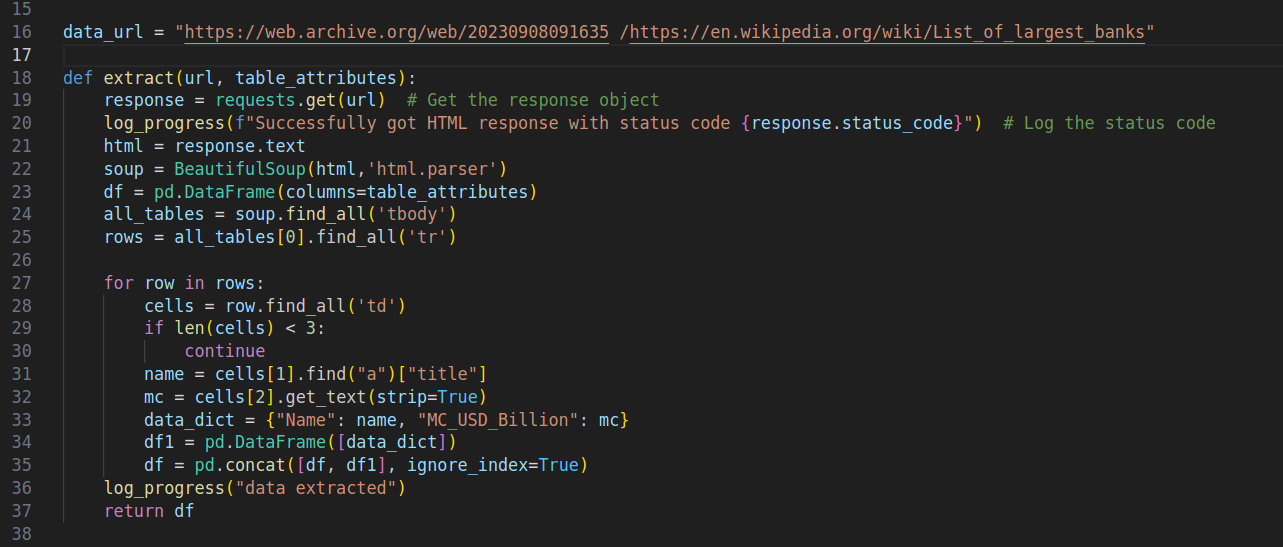 15
16 data_url = "https://web.archive.org/web/20230908091635 /https://en.wikipedia.org/wiki/List_of_largest_banks"
17
18 def extract(url, table_attributes):
19     response = requests.get(url)  # Get the response object
20     log_progress(f"Successfully got HTML response with status code {response.status_code}")  # Log the status code
21     html = response.text
22     soup = BeautifulSoup(html,'html.parser')
23     df = pd.DataFrame(columns=table_attributes)
24     all_tables = soup.find_all('tbody')
25     rows = all_tables[0].find_all('tr')
26
27     for row in rows:
28         cells = row.find_all('td')
29         if len(cells) < 3:
30             continue
31         name = cells[1].find("a")["title"]
32         mc = cells[2].get_text(strip=True)
33         data_dict = {"Name": name, "MC_USD_Billion": mc}
34         df1 = pd.DataFrame([data_dict])
35         df = pd.concat([df, df1], ignore_index=True)
36     log_progress("data extracted")
37     return df
38